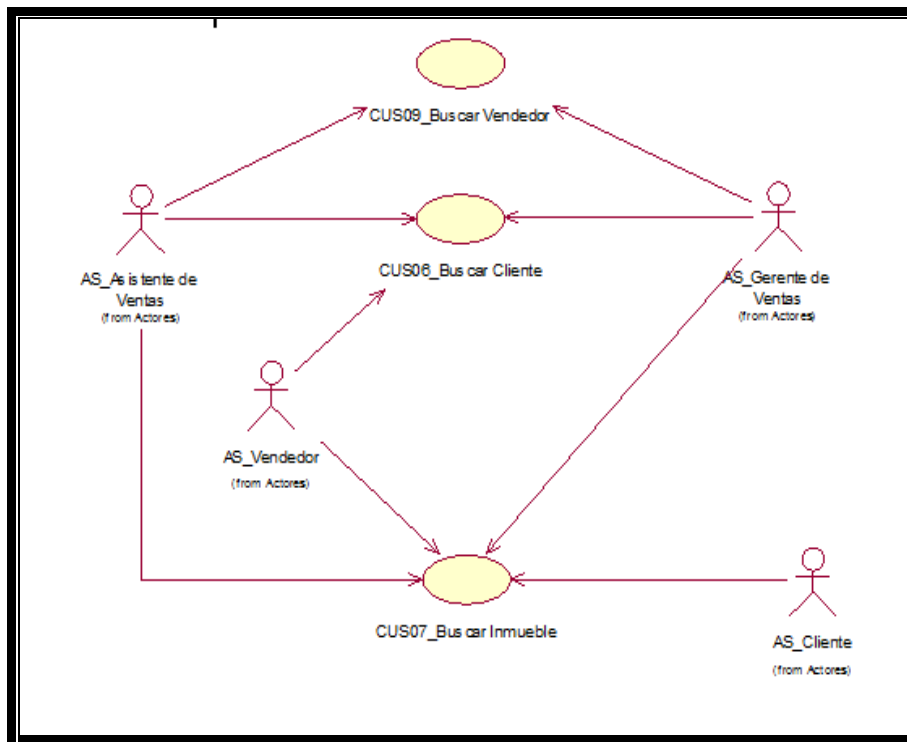 CUS09_Buscar Vendedor
AS_Asistente de
Ventas
(from Actores)
CUS06_Buscar Cliente
AS_Gerente de
Ventas
(from Actores)
AS_Vendedor
(from Actores)
CUS07_Buscar Inmueble
AS_Cliente
(from Actores)